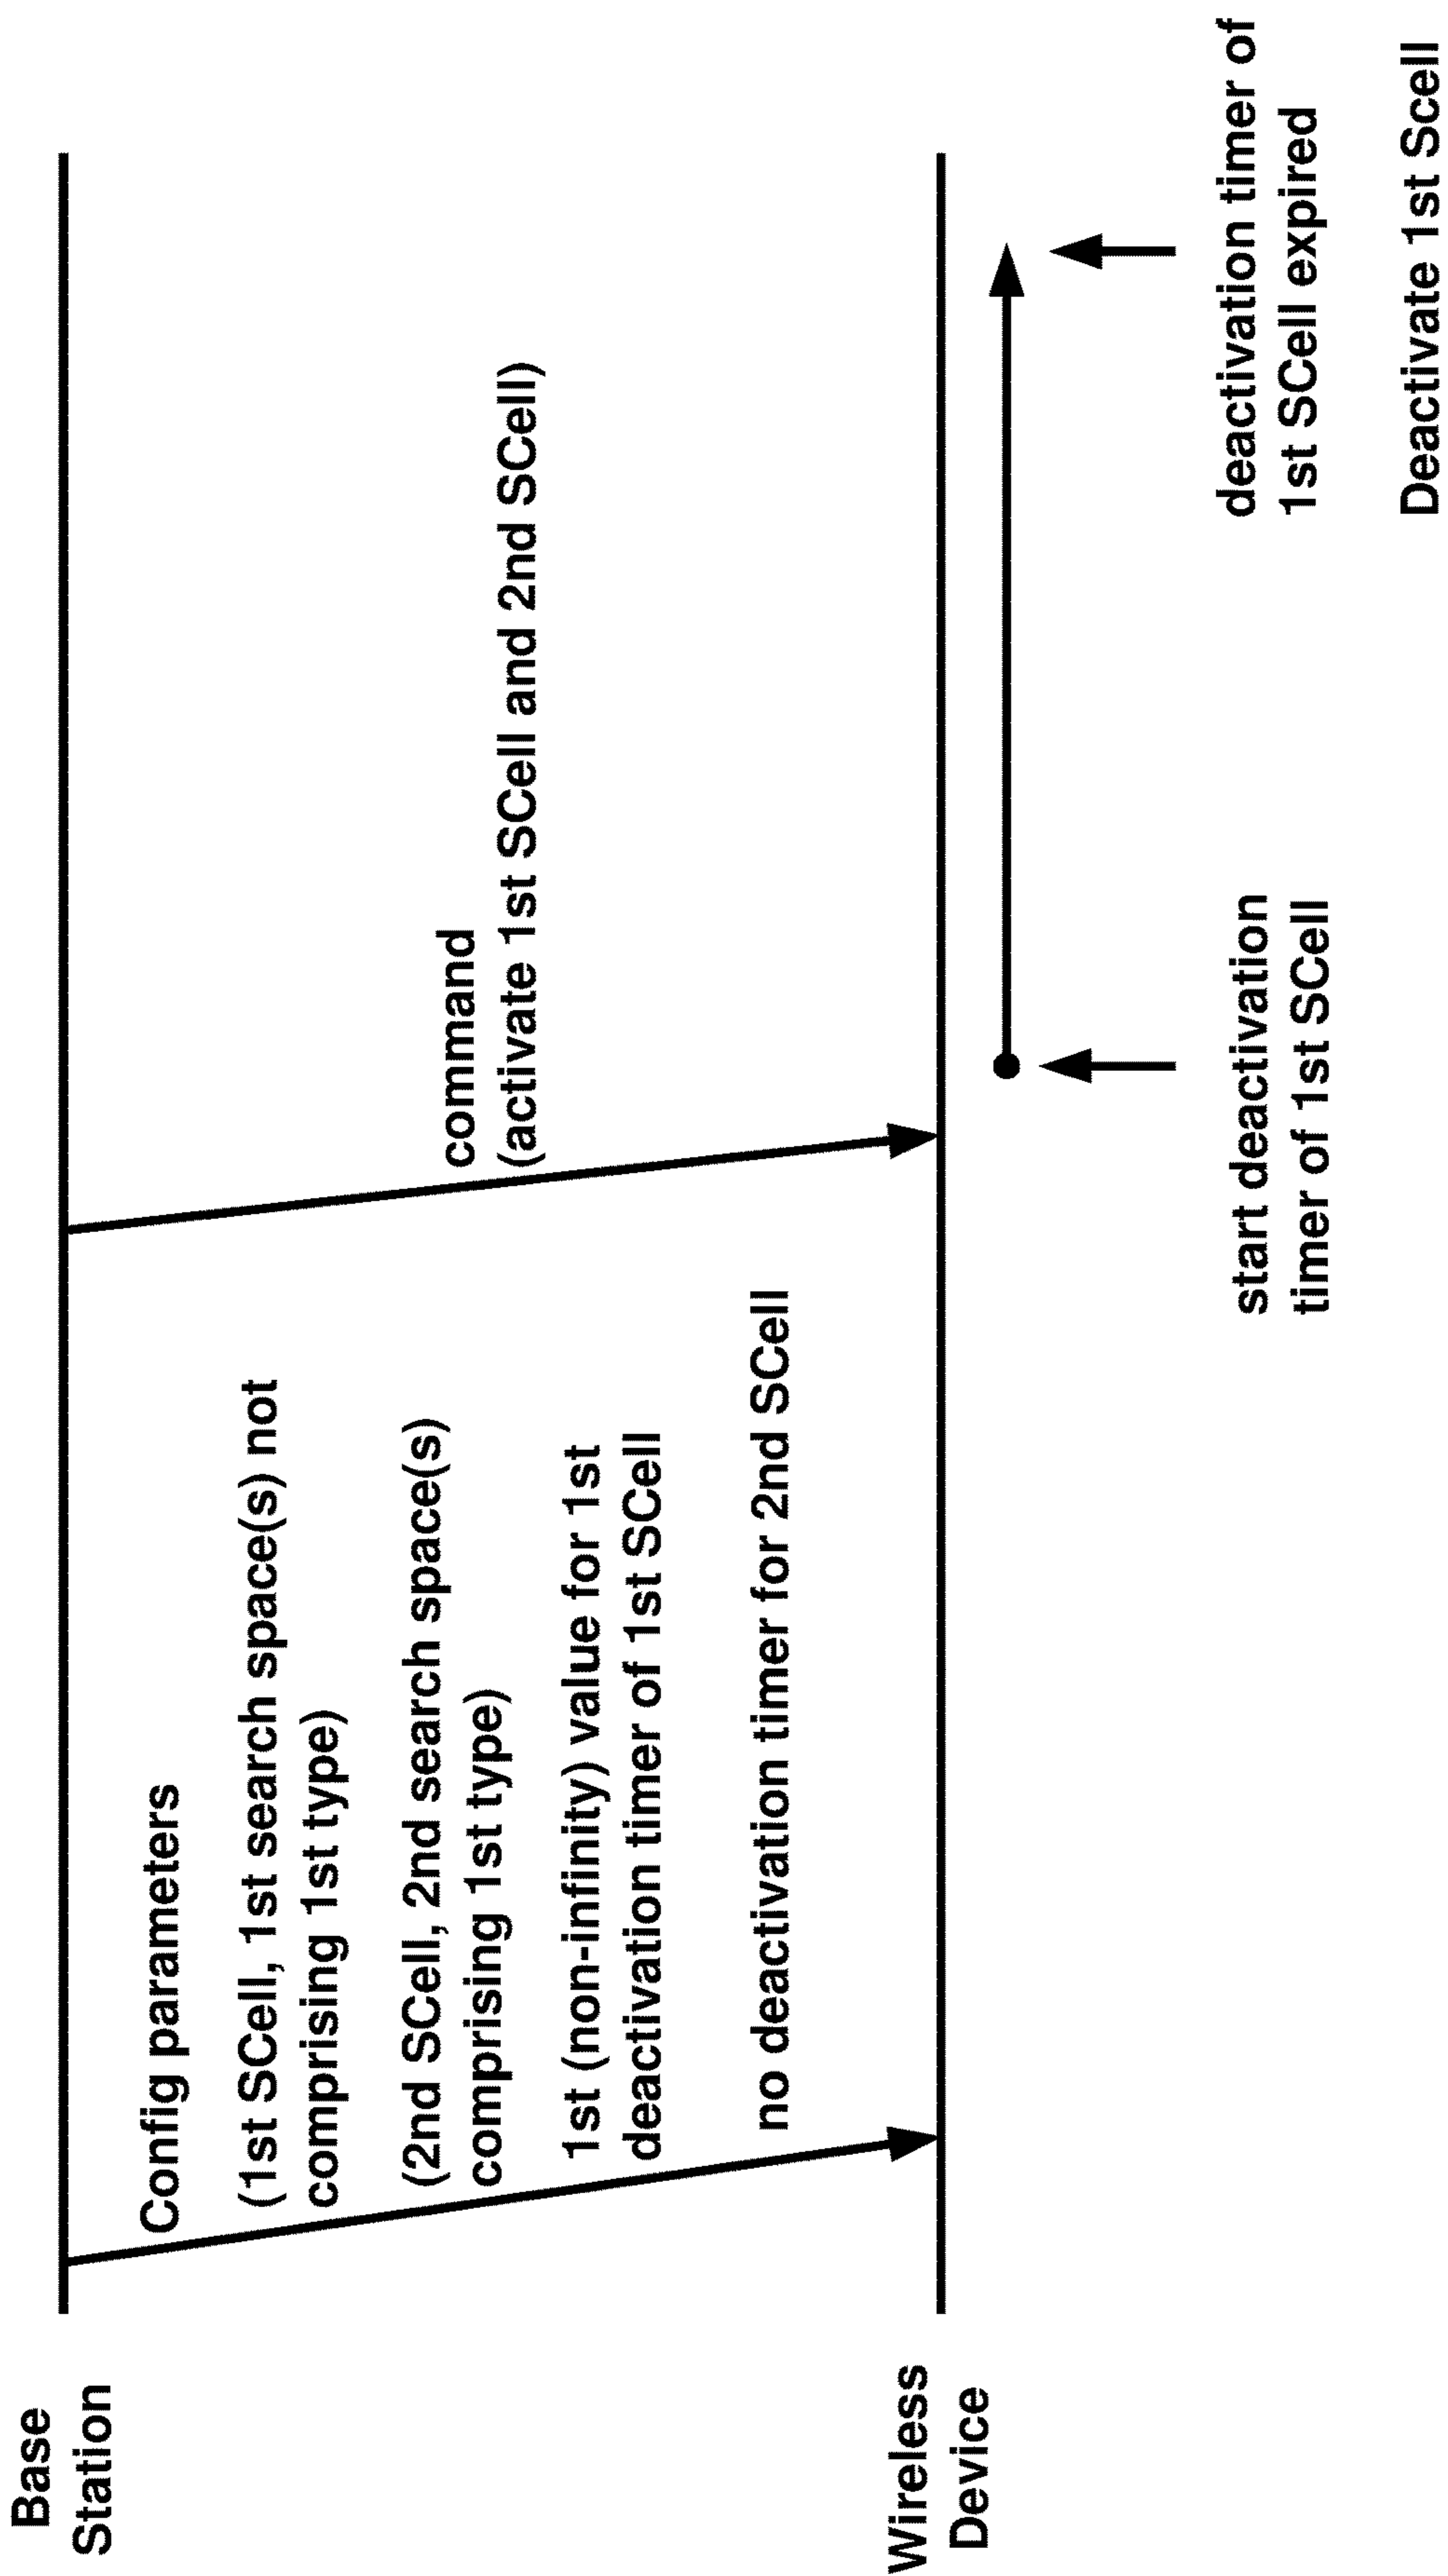 Base
Station
Config parameters
(1st SCell, 1st search space(s) not
comprising 1st type)
(2nd SCell, 2nd search space(s)
comprising 1st type)
1st (non-infinity) value for 1st
deactivation timer of 1st SCell
no deactivation timer for 2nd SCell
command
(activate 1st SCell and 2nd SCell)
Wireless
Device
start deactivation
timer of 1st SCell
deactivation timer of
1st SCell expired
Deactivate 1st Scell